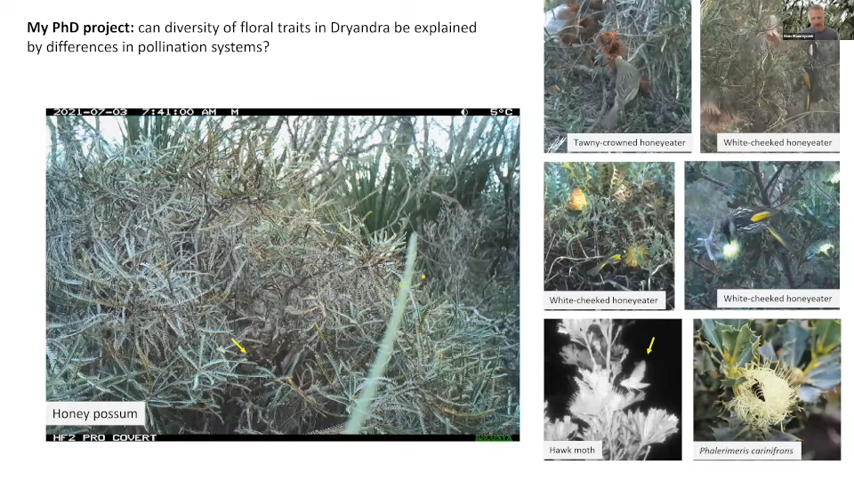 My PhD project: can diversity of floral traits in Dryandra be explained
by differences in pollination systems?
2021-07-03 7:41:00 AM M 5°C
Honey possum
HF2 PRO COVERT
Tawny-crowned honeyeater
White-cheeked honeyeater
White-cheeked honeyeater
White-cheeked honeyeater
Hawk moth
Phalerimeris carinifrons